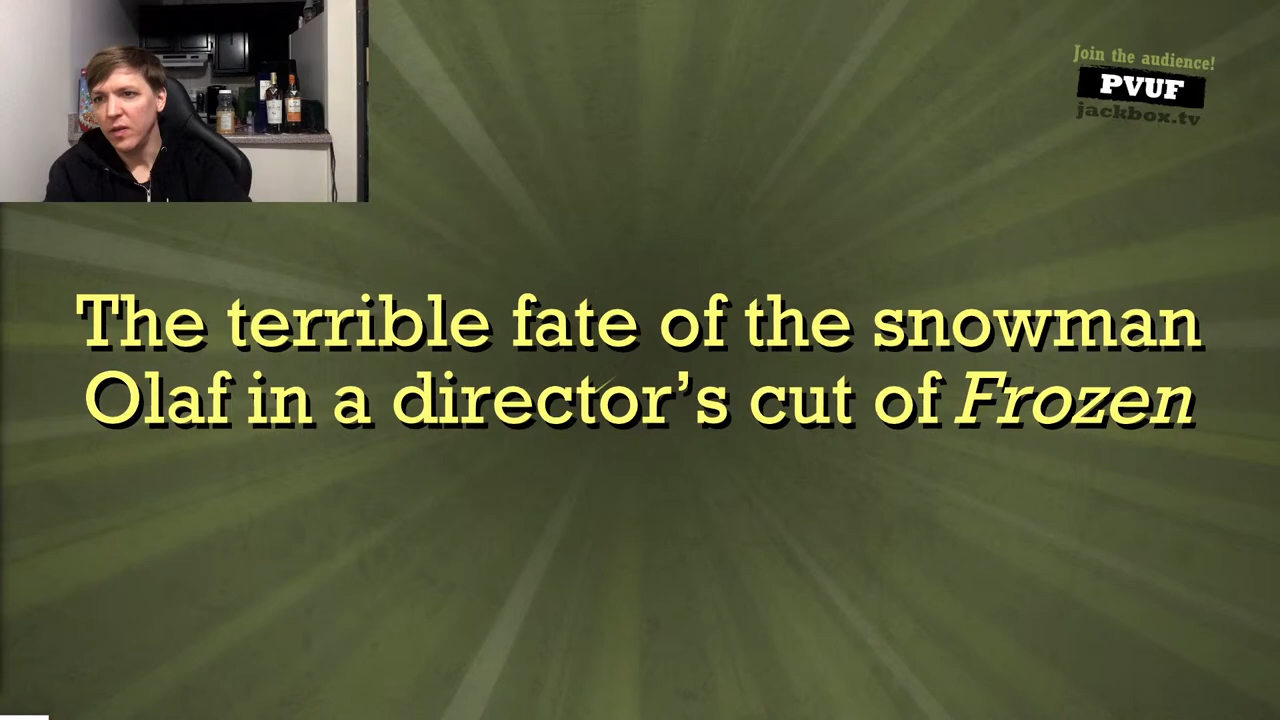 Join the audience!
PVUF
jackbox.tv
The terrible fate of the snowman
Olaf in a director’s cut of Frozen